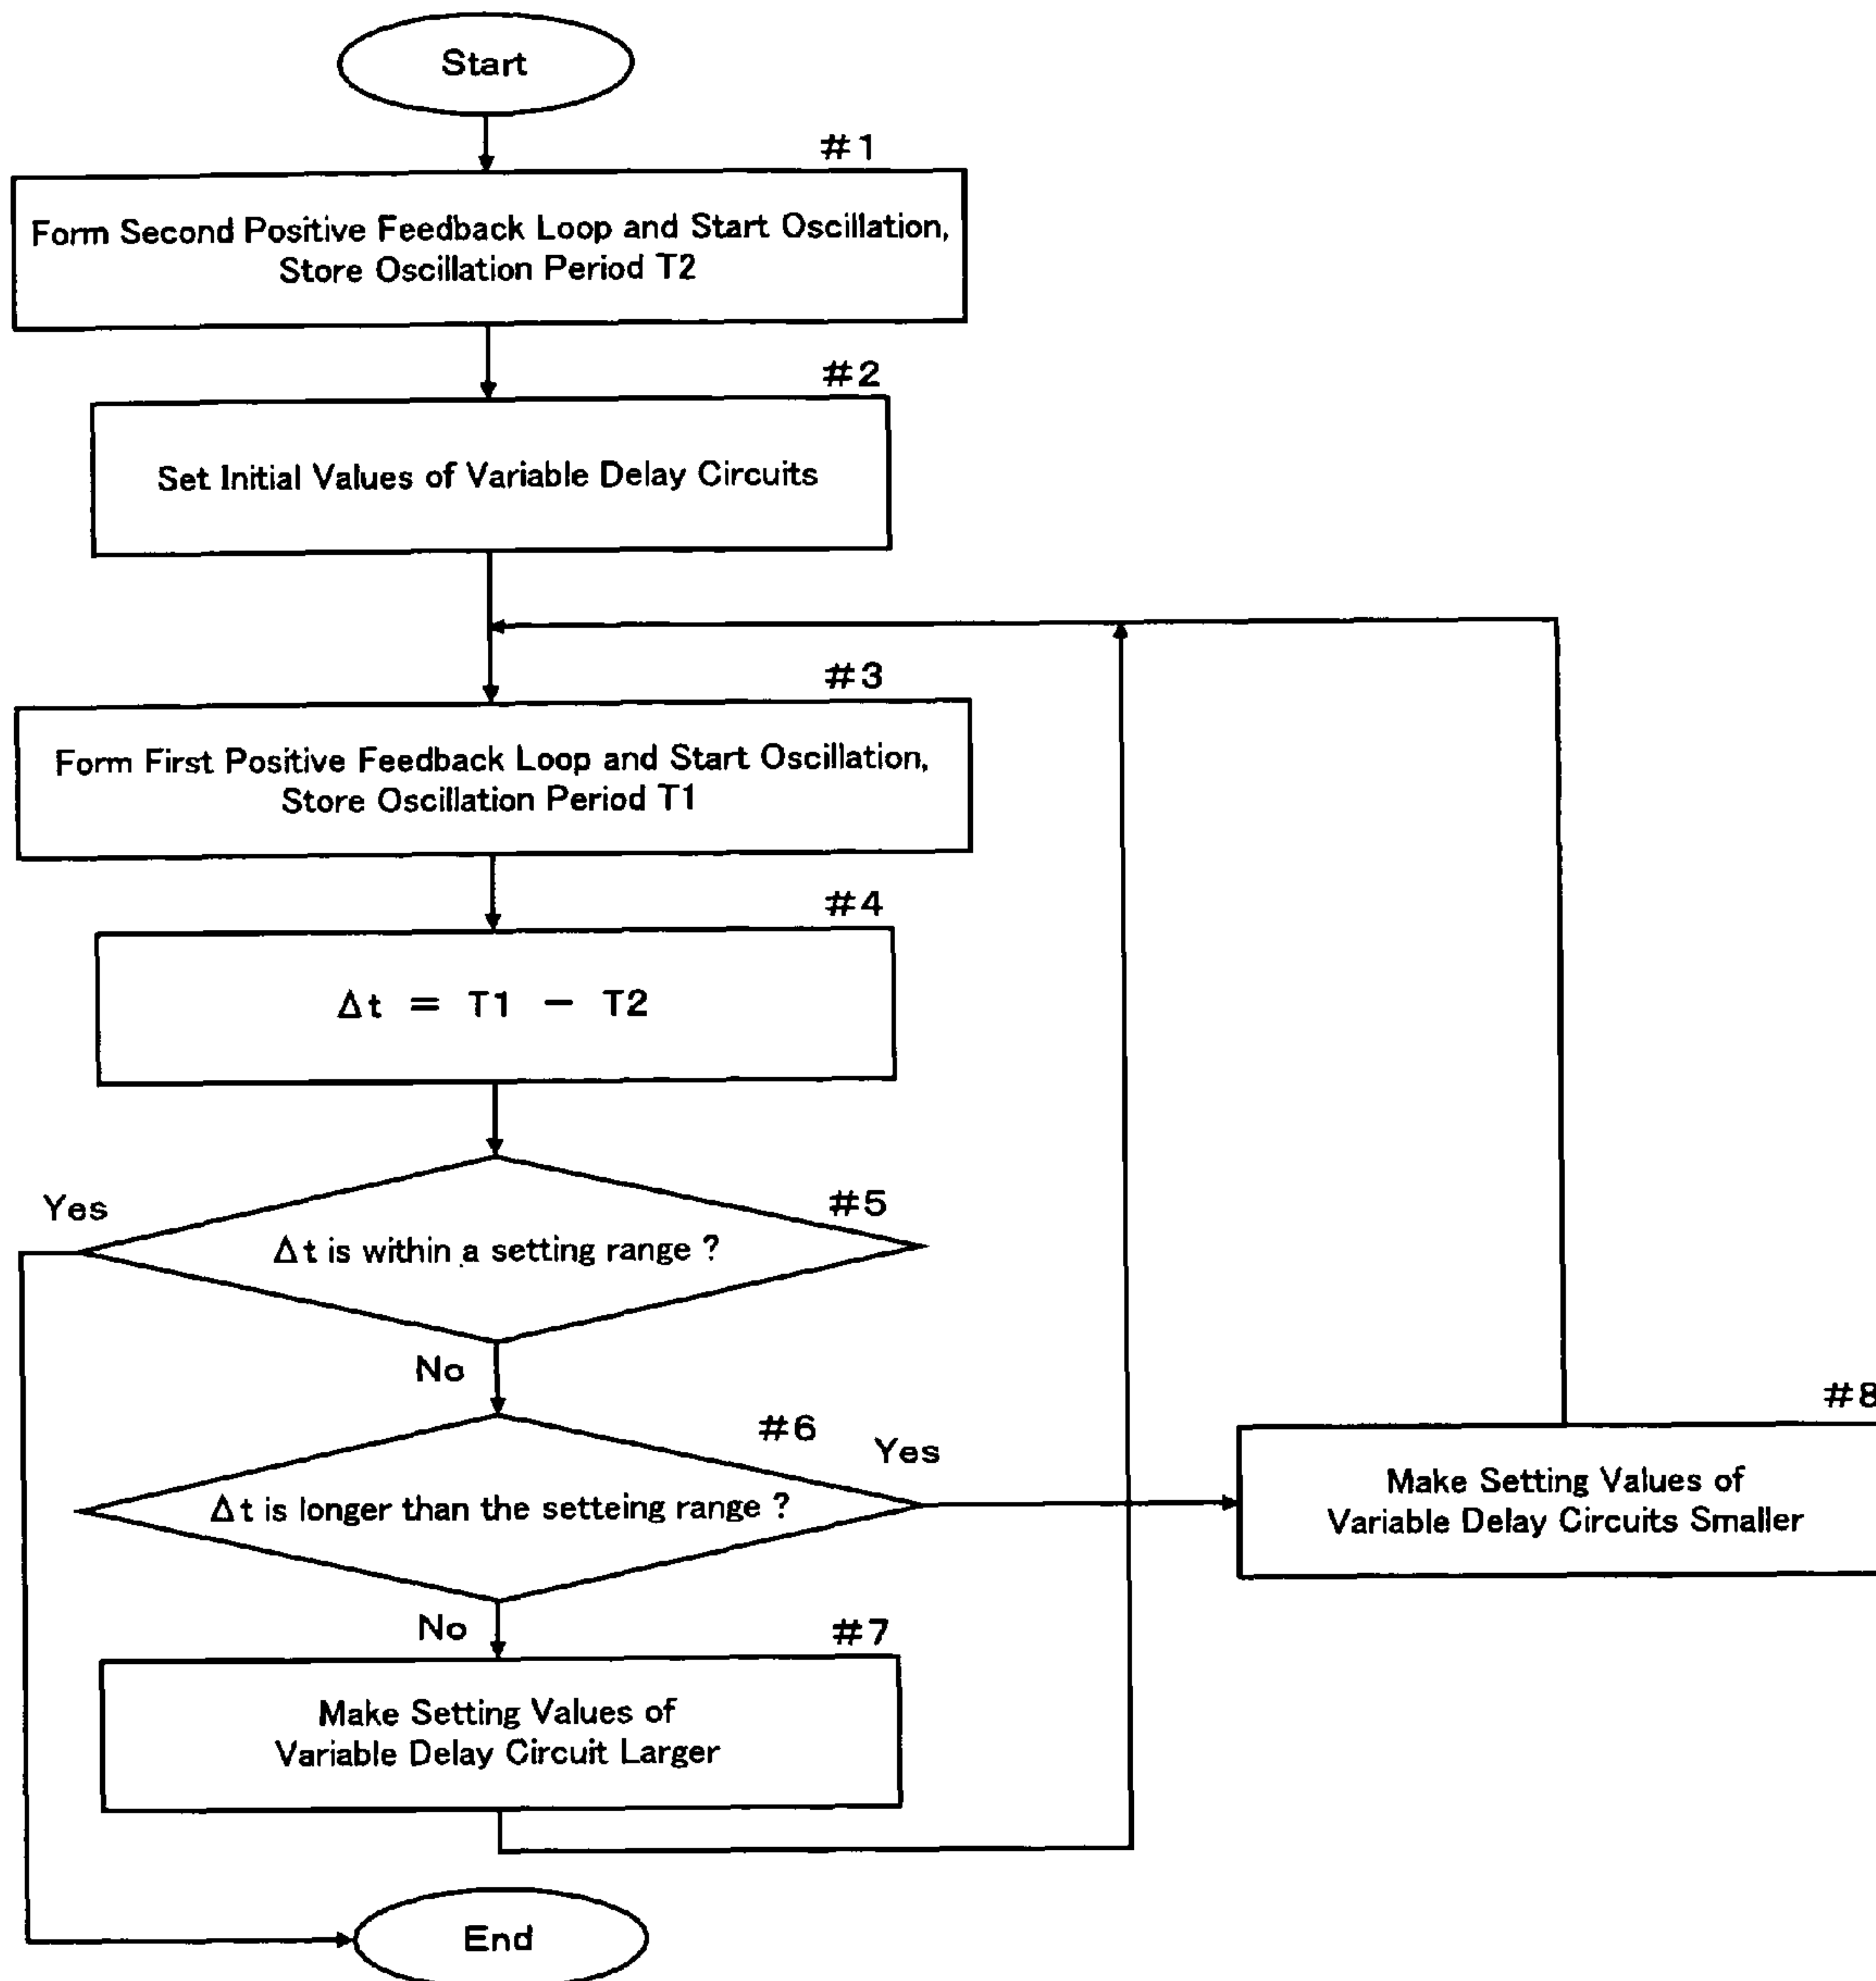 Start
#1
Form Second Positive Feedback Loop and Start Oscillation,
Store Oscillation Period T2
#2
Set Initial Values of Variable Delay Circuits
#3
Form First Positive Feedback Loop and Start Oscillation,
Store Oscillation Period T1
#4
Δt = T1 − T2
Yes
#5
Δt is within a setting range ?
No
#6
Yes
Δt is longer than the setteing range ?
#8
Make Setting Values of
Variable Delay Circuits Smaller
No
#7
Make Setting Values of
Variable Delay Circuit Larger
End